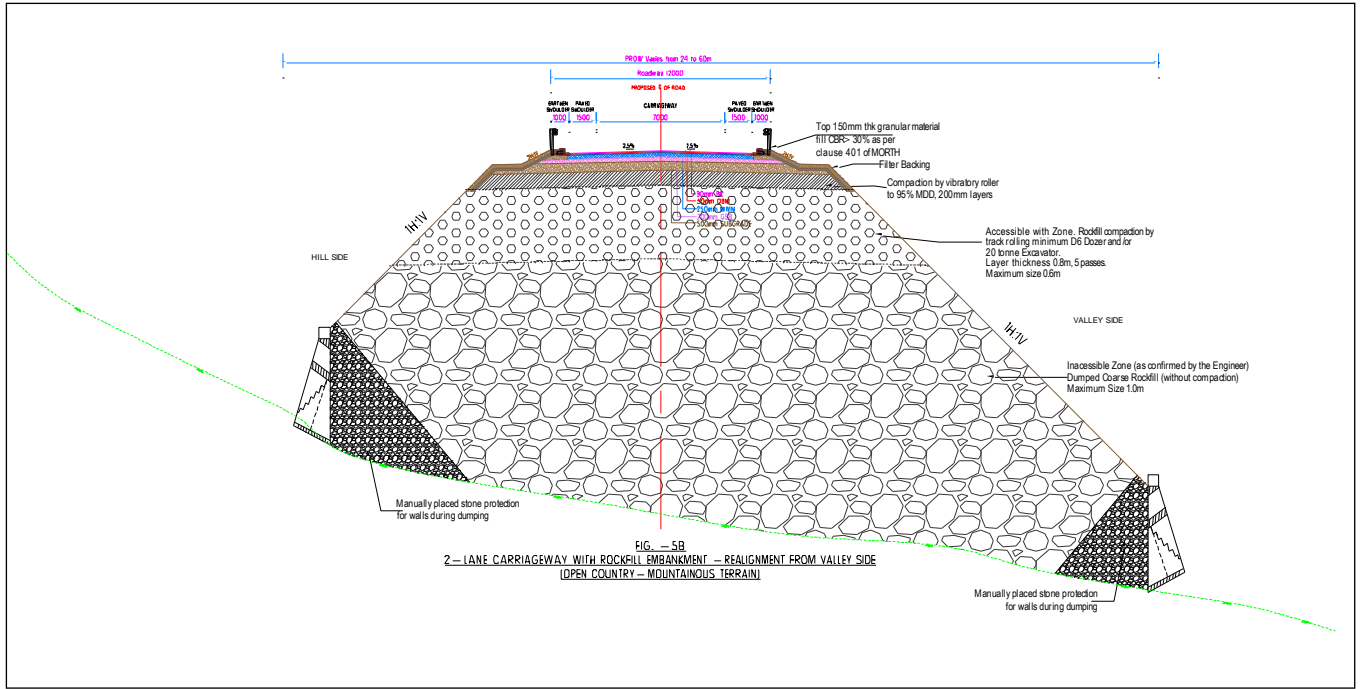 PROW Varies from 24 to 60m
Roadway 12000
PROPOSED ℄ OF ROAD
EARTHEN SHOULDER
PAVED SHOULDER
CARRIAGEWAY
PAVED SHOULDER
EARTHEN SHOULDER
1000
1500
7000
1500
1000
2.5%
2.5%
Top 150mm thk granular material
fill CBR> 30% as per
clause 401 of MORTH
Filter Backing
Compaction by vibratory roller
to 95% MDD, 200mm layers
250mm WMM
500mm SUBGRADE
1H:1V
Accessible with Zone. Rockfill compaction by
track rolling minimum D6 Dozer and /or
20 tonne Excavator.
Layer thickness 0.8m, 5 passes.
Maximum size 0.6m
HILL SIDE
VALLEY SIDE
1H:1V
Inacessible Zone (as confirmed by the Engineer)
Dumped Coarse Rockfill (without compaction)
Maximum Size 1.0m
Manually placed stone protection
for walls during dumping
FIG. – 5B
2 – LANE CARRIAGEWAY WITH ROCKFILL EMBANKMENT – REALIGNMENT FROM VALLEY SIDE
(OPEN COUNTRY – MOUNTAINOUS TERRAIN)
Manually placed stone protection
for walls during dumping